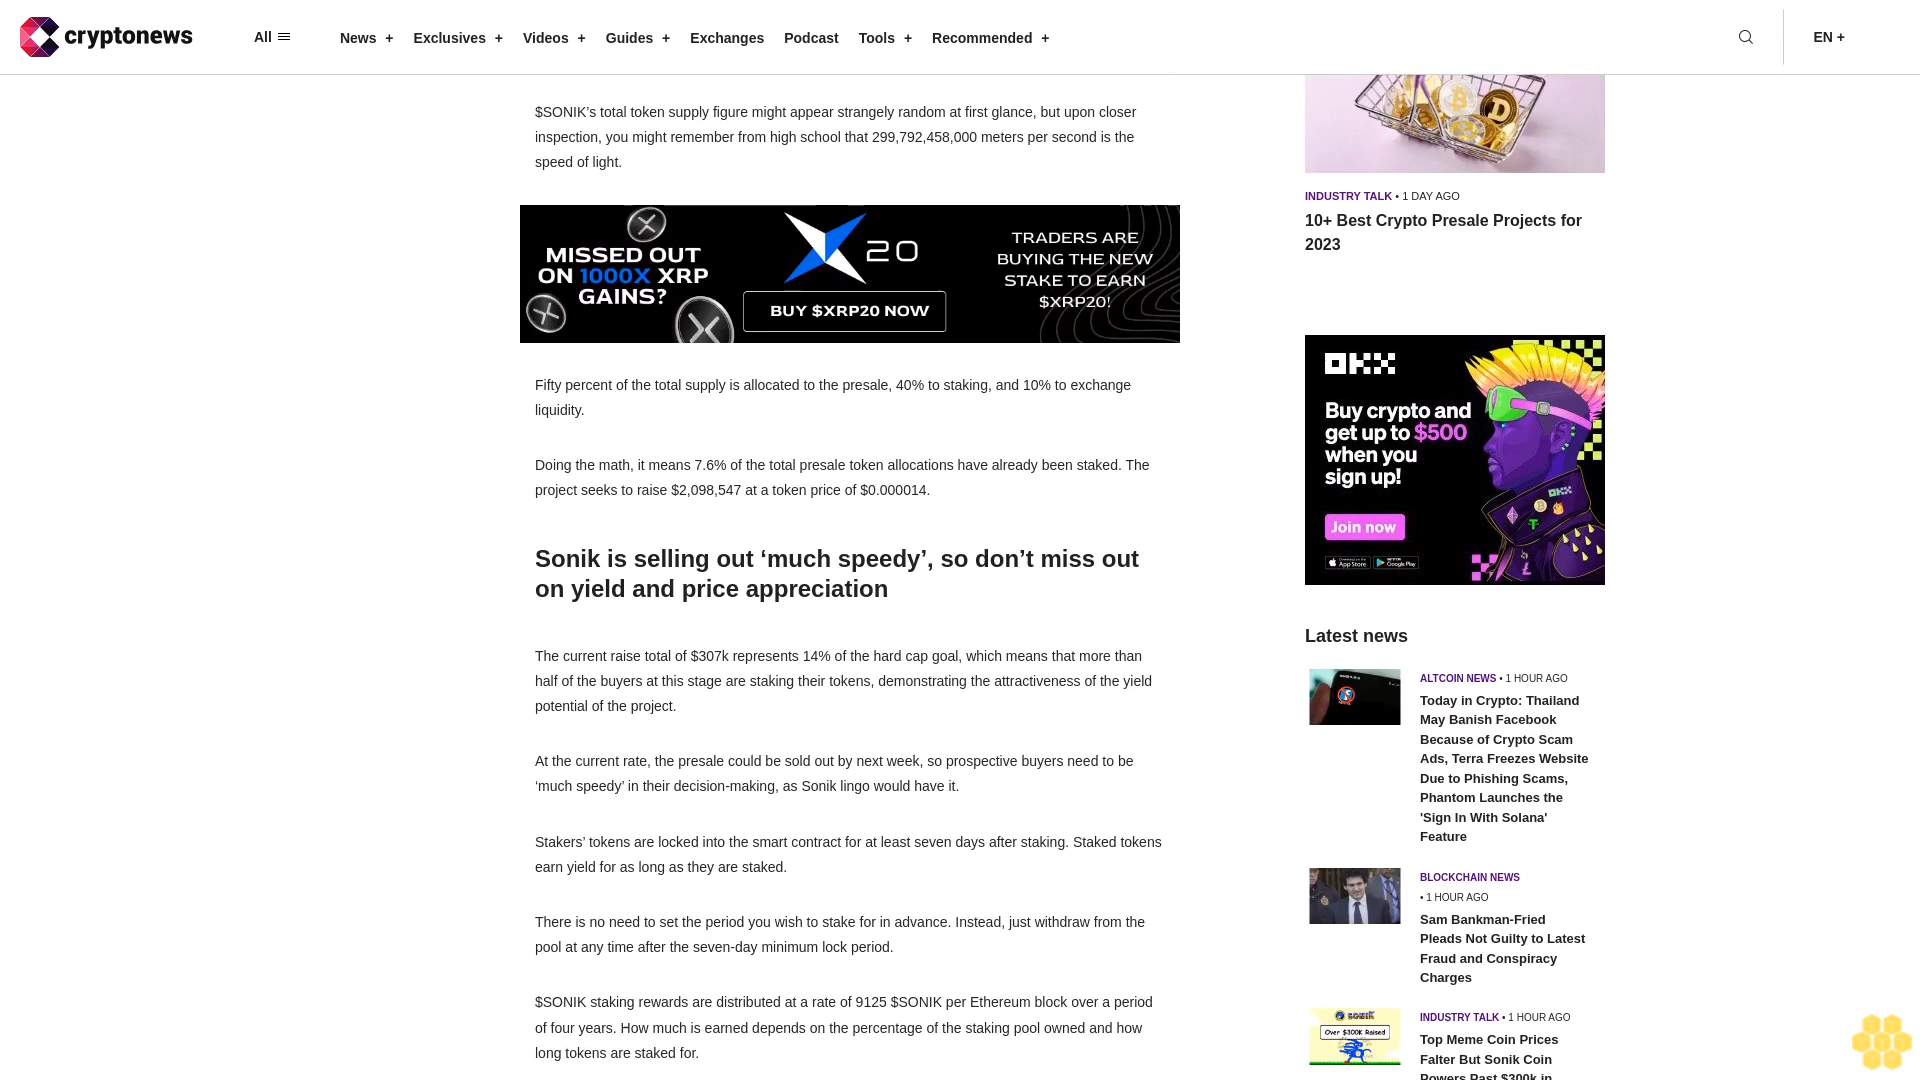 cryptonews
All
News +
Exclusives +
Videos +
Guides +
Exchanges
Podcast
Tools +
Recommended +
EN +
$SONIK’s total token supply figure might appear strangely random at first glance, but upon closer
inspection, you might remember from high school that 299,792,458,000 meters per second is the
speed of light.
MISSED OUT
ON 1000X XRP
GAINS?
20
BUY $XRP20 NOW
TRADERS ARE
BUYING THE NEW
STAKE TO EARN
$XRP20!
Fifty percent of the total supply is allocated to the presale, 40% to staking, and 10% to exchange
liquidity.
Doing the math, it means 7.6% of the total presale token allocations have already been staked. The
project seeks to raise $2,098,547 at a token price of $0.000014.
Sonik is selling out ‘much speedy’, so don’t miss out
on yield and price appreciation
The current raise total of $307k represents 14% of the hard cap goal, which means that more than
half of the buyers at this stage are staking their tokens, demonstrating the attractiveness of the yield
potential of the project.
At the current rate, the presale could be sold out by next week, so prospective buyers need to be
‘much speedy’ in their decision-making, as Sonik lingo would have it.
Stakers’ tokens are locked into the smart contract for at least seven days after staking. Staked tokens
earn yield for as long as they are staked.
There is no need to set the period you wish to stake for in advance. Instead, just withdraw from the
pool at any time after the seven-day minimum lock period.
$SONIK staking rewards are distributed at a rate of 9125 $SONIK per Ethereum block over a period
of four years. How much is earned depends on the percentage of the staking pool owned and how
long tokens are staked for.
INDUSTRY TALK • 1 DAY AGO
10+ Best Crypto Presale Projects for
2023
OKX
Buy crypto and
get up to $500
when you
sign up!
Join now
App Store
Google Play
Latest news
ALTCOIN NEWS • 1 HOUR AGO
Today in Crypto: Thailand
May Banish Facebook
Because of Crypto Scam
Ads, Terra Freezes Website
Due to Phishing Scams,
Phantom Launches the
'Sign In With Solana'
Feature
BLOCKCHAIN NEWS
• 1 HOUR AGO
Sam Bankman-Fried
Pleads Not Guilty to Latest
Fraud and Conspiracy
Charges
SONIK
Over $300K Raised
INDUSTRY TALK • 1 HOUR AGO
Top Meme Coin Prices
Falter But Sonik Coin
Powers Past $300k in